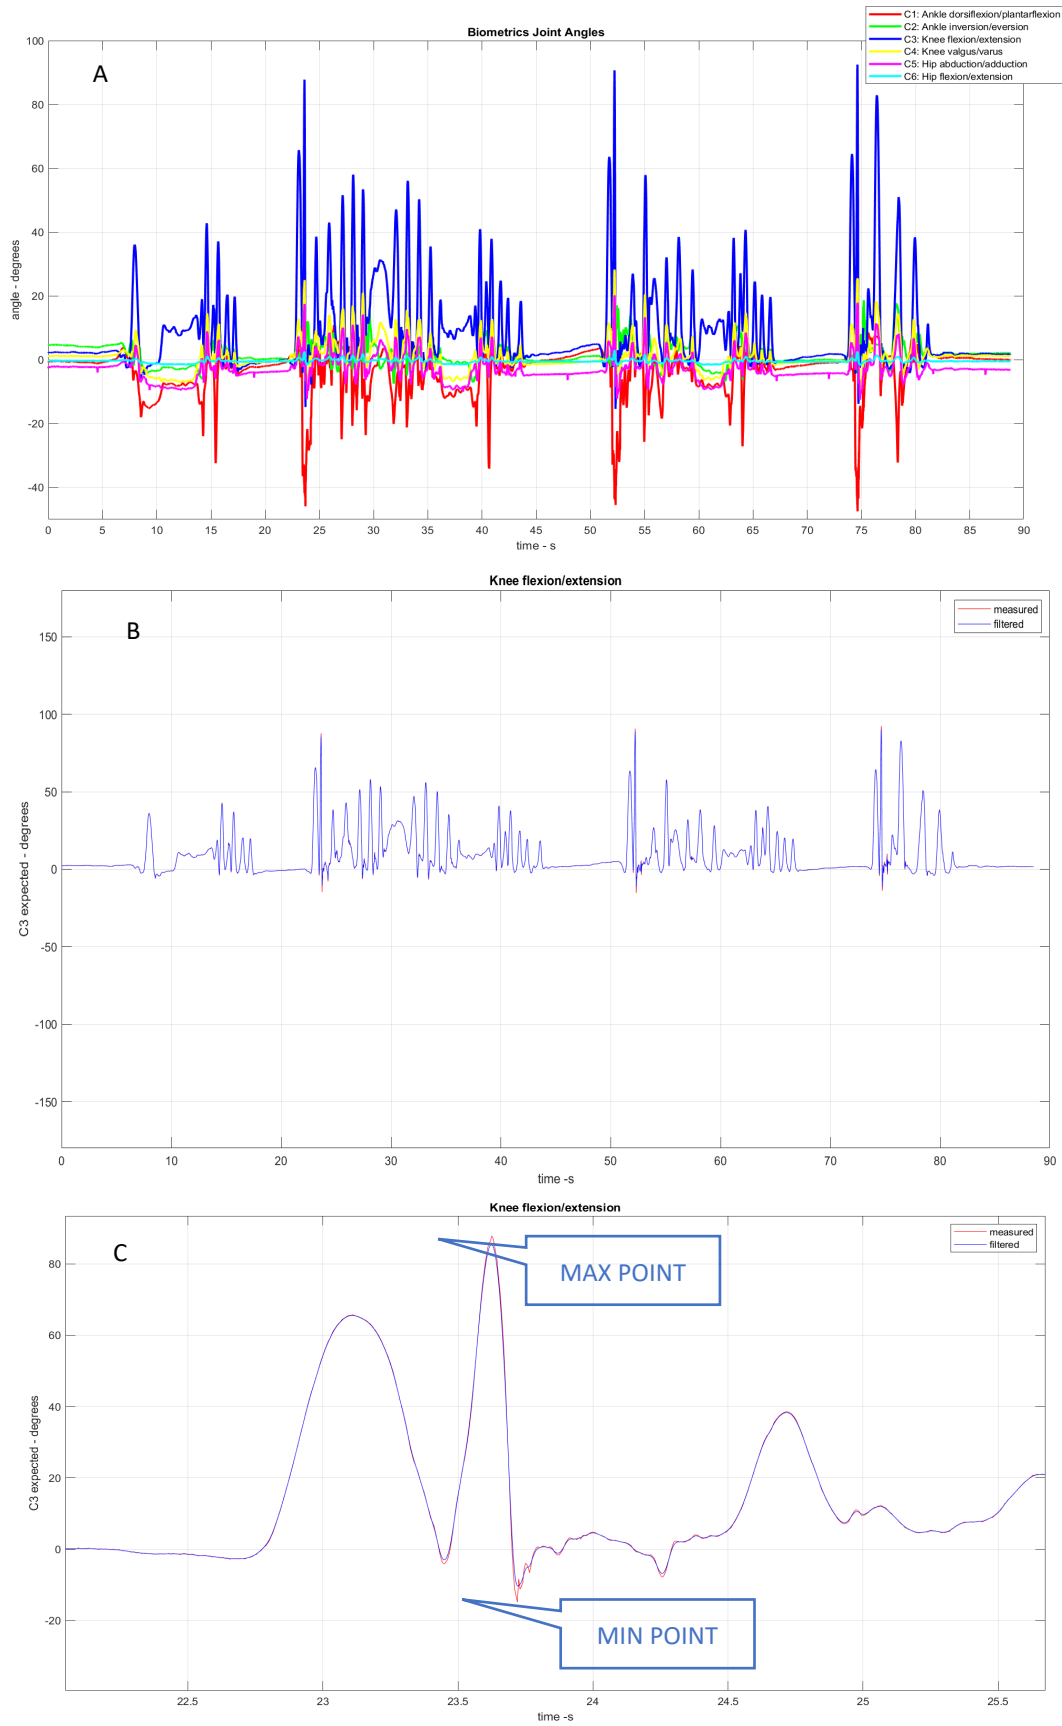 C1: Ankle dorsiflexion/plantarflexion
C2: Ankle inversion/eversion
C3: Knee flexion/extension
C4: Knee valgus/varus
C5: Hip abduction/adduction
C6: Hip flexion/extension
Biometrics Joint Angles
A
angle - degrees
100
80
60
40
20
0
-20
-40
0 5 10 15 20 25 30 35 40 45 50 55 60 65 70 75 80 85 90
time - s
Knee flexion/extension
B
measured
filtered
C3 expected - degrees
150
100
50
0
-50
-100
-150
0 10 20 30 40 50 60 70 80 90
time -s
Knee flexion/extension
C
measured
filtered
MAX POINT
C3 expected - degrees
80
60
40
20
0
-20
MIN POINT
22.5 23 23.5 24 24.5 25 25.5
time -s